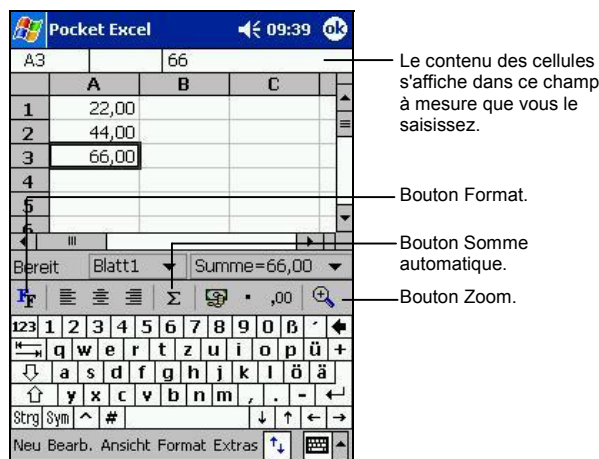 Pocket Excel 09:39 ok
A3 66
A B C
1 22,00
2 44,00
3 66,00
4
5
6
Bereit Blatt1 Summe=66,00
FF Σ ,00
123 1 2 3 4 5 6 7 8 9 0 ß ´
q w e r t z u i o p ü +
a s d f g h j k l ö ä
y x c v b n m , . -
Strg Sym ^ #
Neu Bearb. Ansicht Format Extras
Le contenu des cellules
s'affiche dans ce champ
à mesure que vous le
saisissez.
Bouton Format.
Bouton Somme
automatique.
Bouton Zoom.